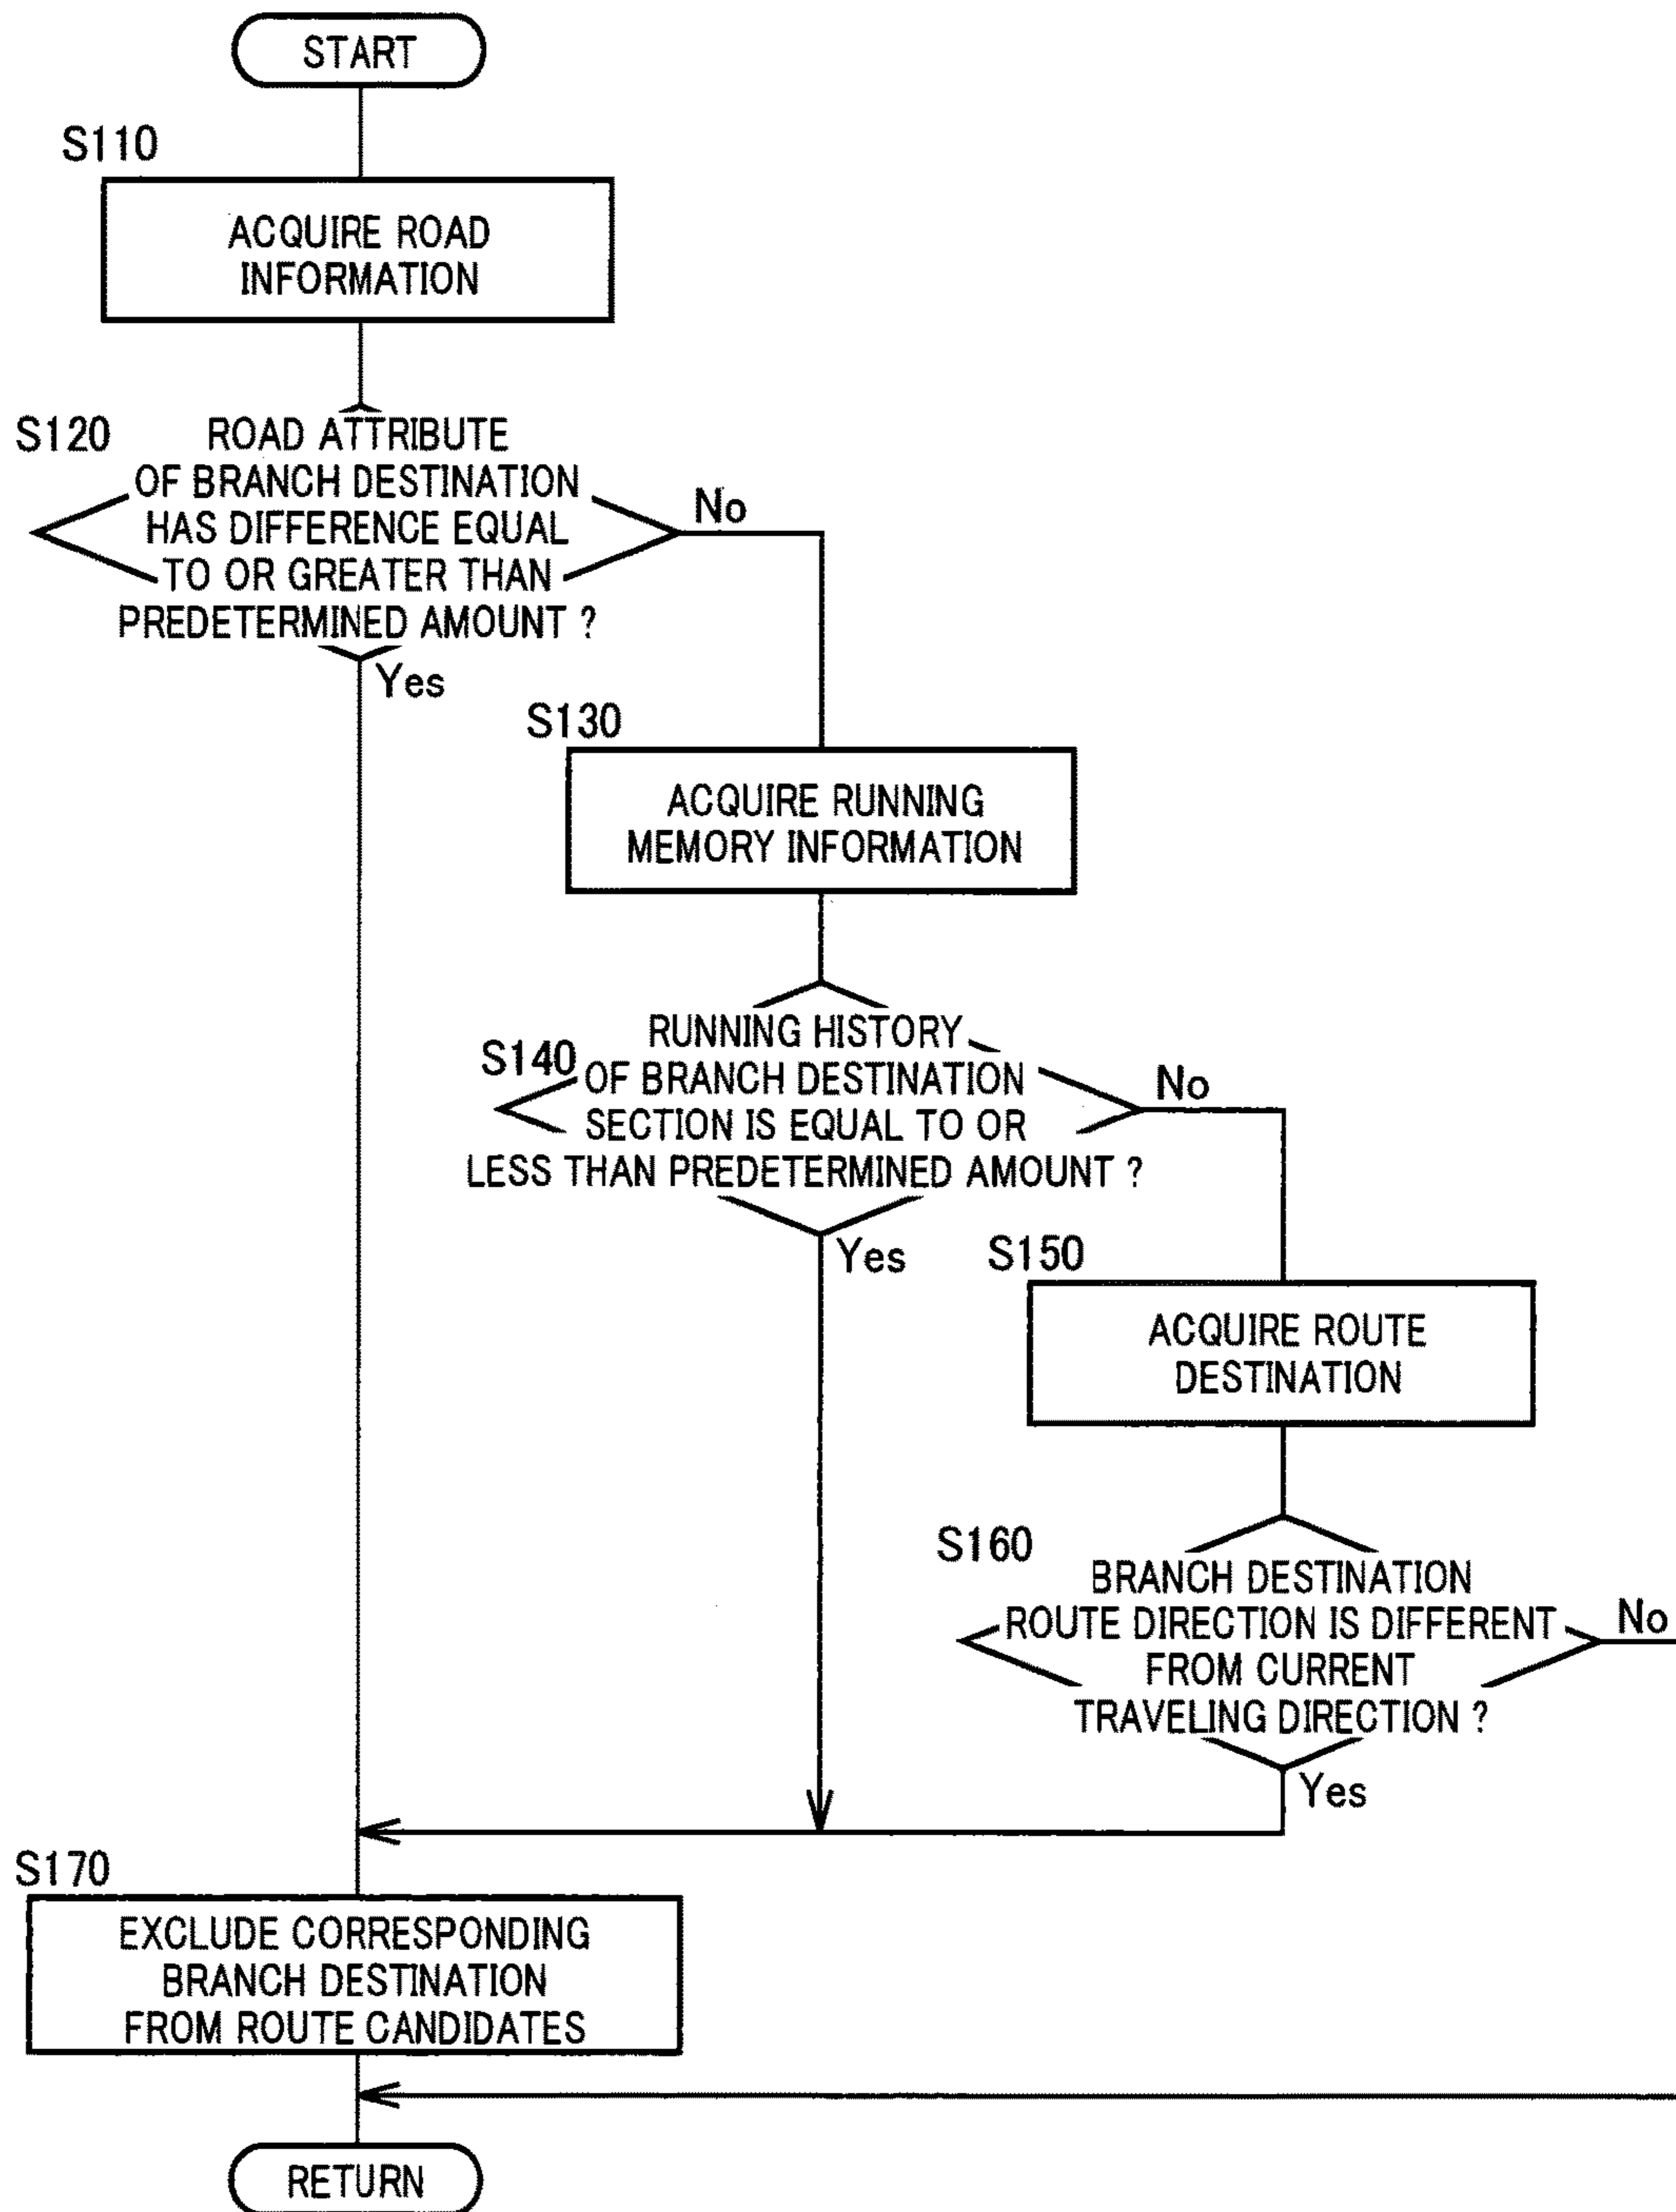 START
S110
ACQUIRE ROAD
INFORMATION
S120
ROAD ATTRIBUTE
OF BRANCH DESTINATION
HAS DIFFERENCE EQUAL
TO OR GREATER THAN
PREDETERMINED AMOUNT ?
No
Yes
S130
ACQUIRE RUNNING
MEMORY INFORMATION
S140
RUNNING HISTORY
OF BRANCH DESTINATION
SECTION IS EQUAL TO OR
LESS THAN PREDETERMINED AMOUNT ?
No
Yes
S150
ACQUIRE ROUTE
DESTINATION
S160
BRANCH DESTINATION
ROUTE DIRECTION IS DIFFERENT
FROM CURRENT
TRAVELING DIRECTION ?
No
Yes
S170
EXCLUDE CORRESPONDING
BRANCH DESTINATION
FROM ROUTE CANDIDATES
RETURN